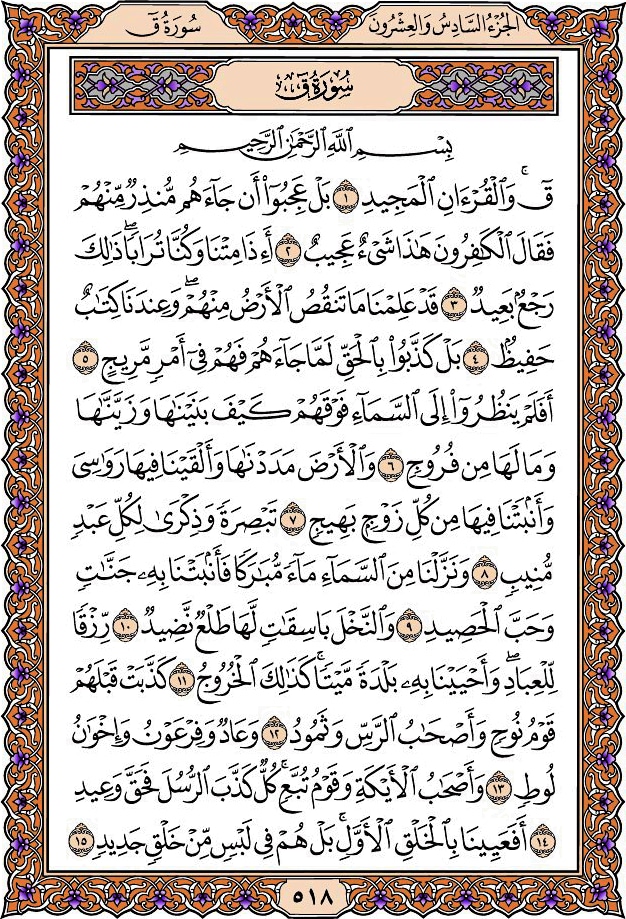 الجُزْءُ السَّادِسُ وَالعِشْرُونَ
سُورَةُ قٓ
سُورَةُ قٓ
بِسْمِ ٱللَّهِ ٱلرَّحْمَٰنِ ٱلرَّحِيمِ
قٓۚ وَٱلْقُرْءَانِ ٱلْمَجِيدِ ١ بَلْ عَجِبُوٓا۟ أَن جَآءَهُم مُّنذِرٌ مِّنْهُمْ
فَقَالَ ٱلْكَٰفِرُونَ هَٰذَا شَىْءٌ عَجِيبٌ ٢ أَءِذَا مِتْنَا وَكُنَّا تُرَابًاۖ ذَٰلِكَ
رَجْعٌۢ بَعِيدٌ ٣ قَدْ عَلِمْنَا مَا تَنقُصُ ٱلْأَرْضُ مِنْهُمْۖ وَعِندَنَا كِتَٰبٌ
حَفِيظٌۢ ٤ بَلْ كَذَّبُوا۟ بِٱلْحَقِّ لَمَّا جَآءَهُمْ فَهُمْ فِىٓ أَمْرٍ مَّرِيجٍ ٥
أَفَلَمْ يَنظُرُوٓا۟ إِلَى ٱلسَّمَآءِ فَوْقَهُمْ كَيْفَ بَنَيْنَٰهَا وَزَيَّنَّٰهَا
وَمَا لَهَا مِن فُرُوجٍ ٦ وَٱلْأَرْضَ مَدَدْنَٰهَا وَأَلْقَيْنَا فِيهَا رَوَٰسِىَ
وَأَنۢبَتْنَا فِيهَا مِن كُلِّ زَوْجٍۭ بَهِيجٍ ٧ تَبْصِرَةً وَذِكْرَىٰ لِكُلِّ عَبْدٍ
مُّنِيبٍ ٨ وَنَزَّلْنَا مِنَ ٱلسَّمَآءِ مَآءً مُّبَٰرَكًا فَأَنۢبَتْنَا بِهِۦ جَنَّٰتٍ
وَحَبَّ ٱلْحَصِيدِ ٩ وَٱلنَّخْلَ بَاسِقَٰتٍ لَّهَا طَلْعٌ نَّضِيدٌ ١٠ رِّزْقًا
لِّلْعِبَادِۖ وَأَحْيَيْنَا بِهِۦ بَلْدَةً مَّيْتًاۚ كَذَٰلِكَ ٱلْخُرُوجُ ١١ كَذَّبَتْ قَبْلَهُمْ
قَوْمُ نُوحٍ وَأَصْحَٰبُ ٱلرَّسِّ وَثَمُودُ ١٢ وَعَادٌ وَفِرْعَوْنُ وَإِخْوَٰنُ
لُوطٍ ١٣ وَأَصْحَٰبُ ٱلْأَيْكَةِ وَقَوْمُ تُبَّعٍۚ كُلٌّ كَذَّبَ ٱلرُّسُلَ فَحَقَّ وَعِيدِ
١٤ أَفَعَيِينَا بِٱلْخَلْقِ ٱلْأَوَّلِۚ بَلْ هُمْ فِى لَبْسٍ مِّنْ خَلْقٍ جَدِيدٍ ١٥
٥١٨